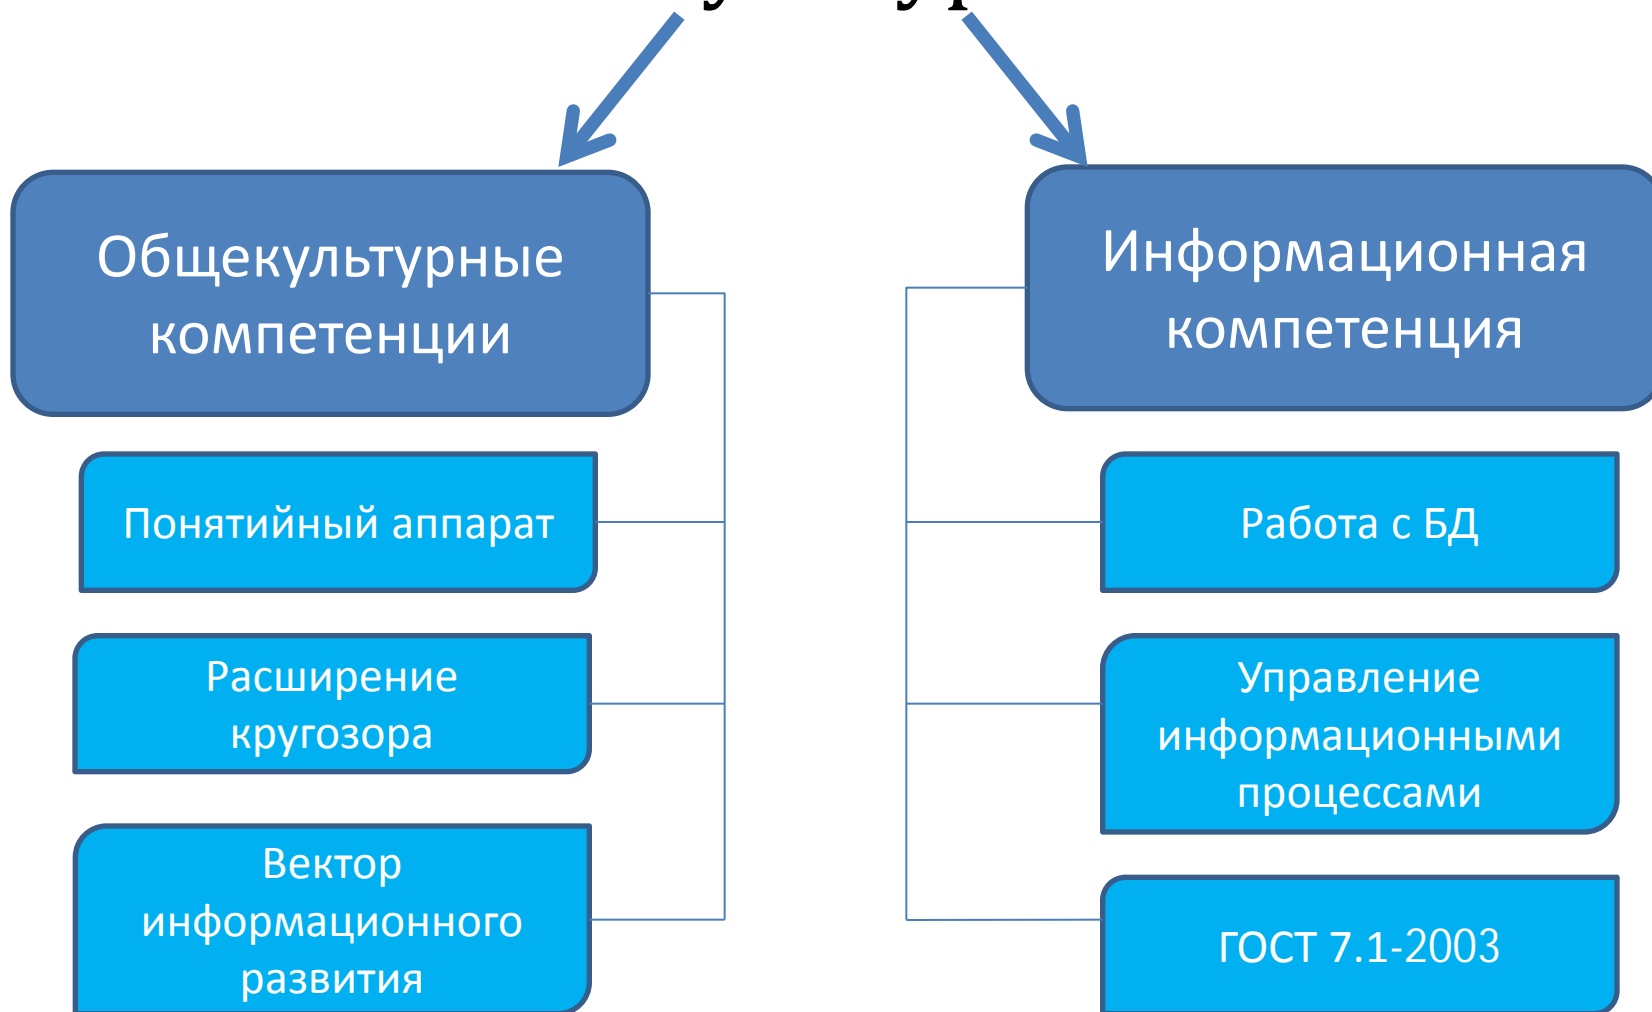 Общекультурные
компетенции
Понятийный аппарат
Расширение
кругозора
Вектор
информационного
развития
Информационная
компетенция
Работа с БД
Управление
информационными
процессами
ГОСТ 7.1-2003